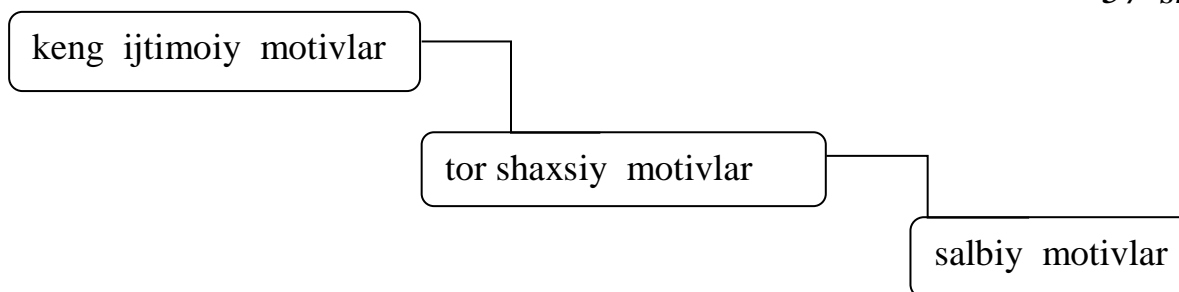 keng ijtimoiy motivlar
tor shaxsiy motivlar
salbiy motivlar